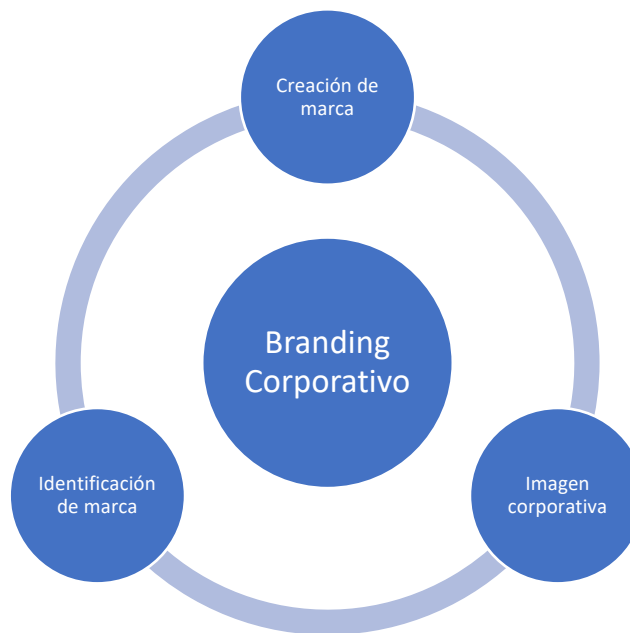 Creación de
marca
Branding
Corporativo
Identificación
de marca
Imagen
corporativa